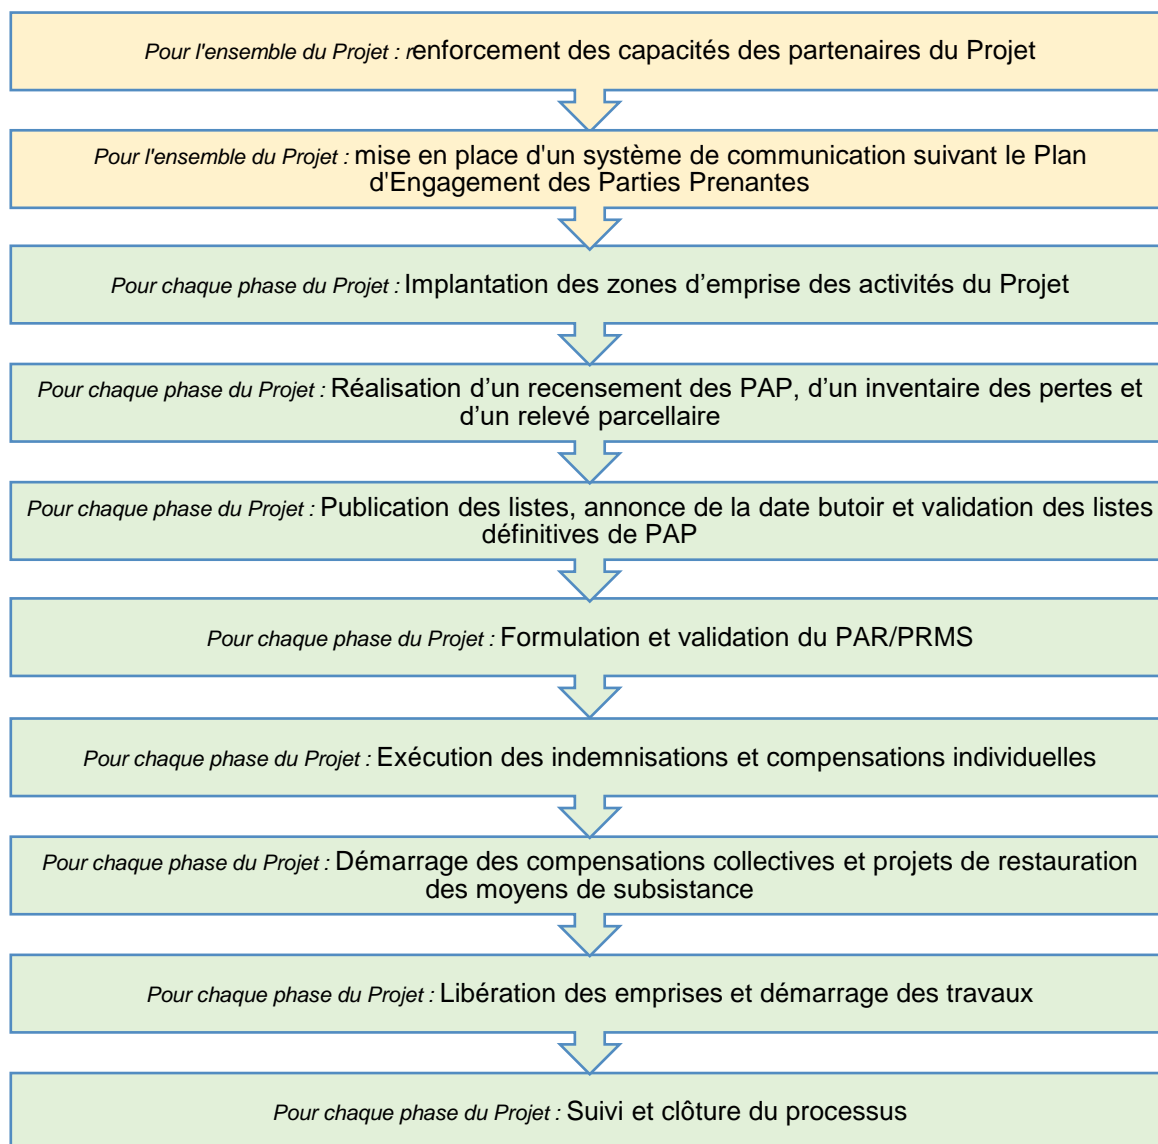 Pour l'ensemble du Projet : renforcement des capacités des partenaires du Projet
Pour l'ensemble du Projet : mise en place d'un système de communication suivant le Plan
d'Engagement des Parties Prenantes
Pour chaque phase du Projet : Implantation des zones d’emprise des activités du Projet
Pour chaque phase du Projet : Réalisation d’un recensement des PAP, d’un inventaire des pertes et
d’un relevé parcellaire
Pour chaque phase du Projet : Publication des listes, annonce de la date butoir et validation des listes
définitives de PAP
Pour chaque phase du Projet : Formulation et validation du PAR/PRMS
Pour chaque phase du Projet : Exécution des indemnisations et compensations individuelles
Pour chaque phase du Projet : Démarrage des compensations collectives et projets de restauration
des moyens de subsistance
Pour chaque phase du Projet : Libération des emprises et démarrage des travaux
Pour chaque phase du Projet : Suivi et clôture du processus